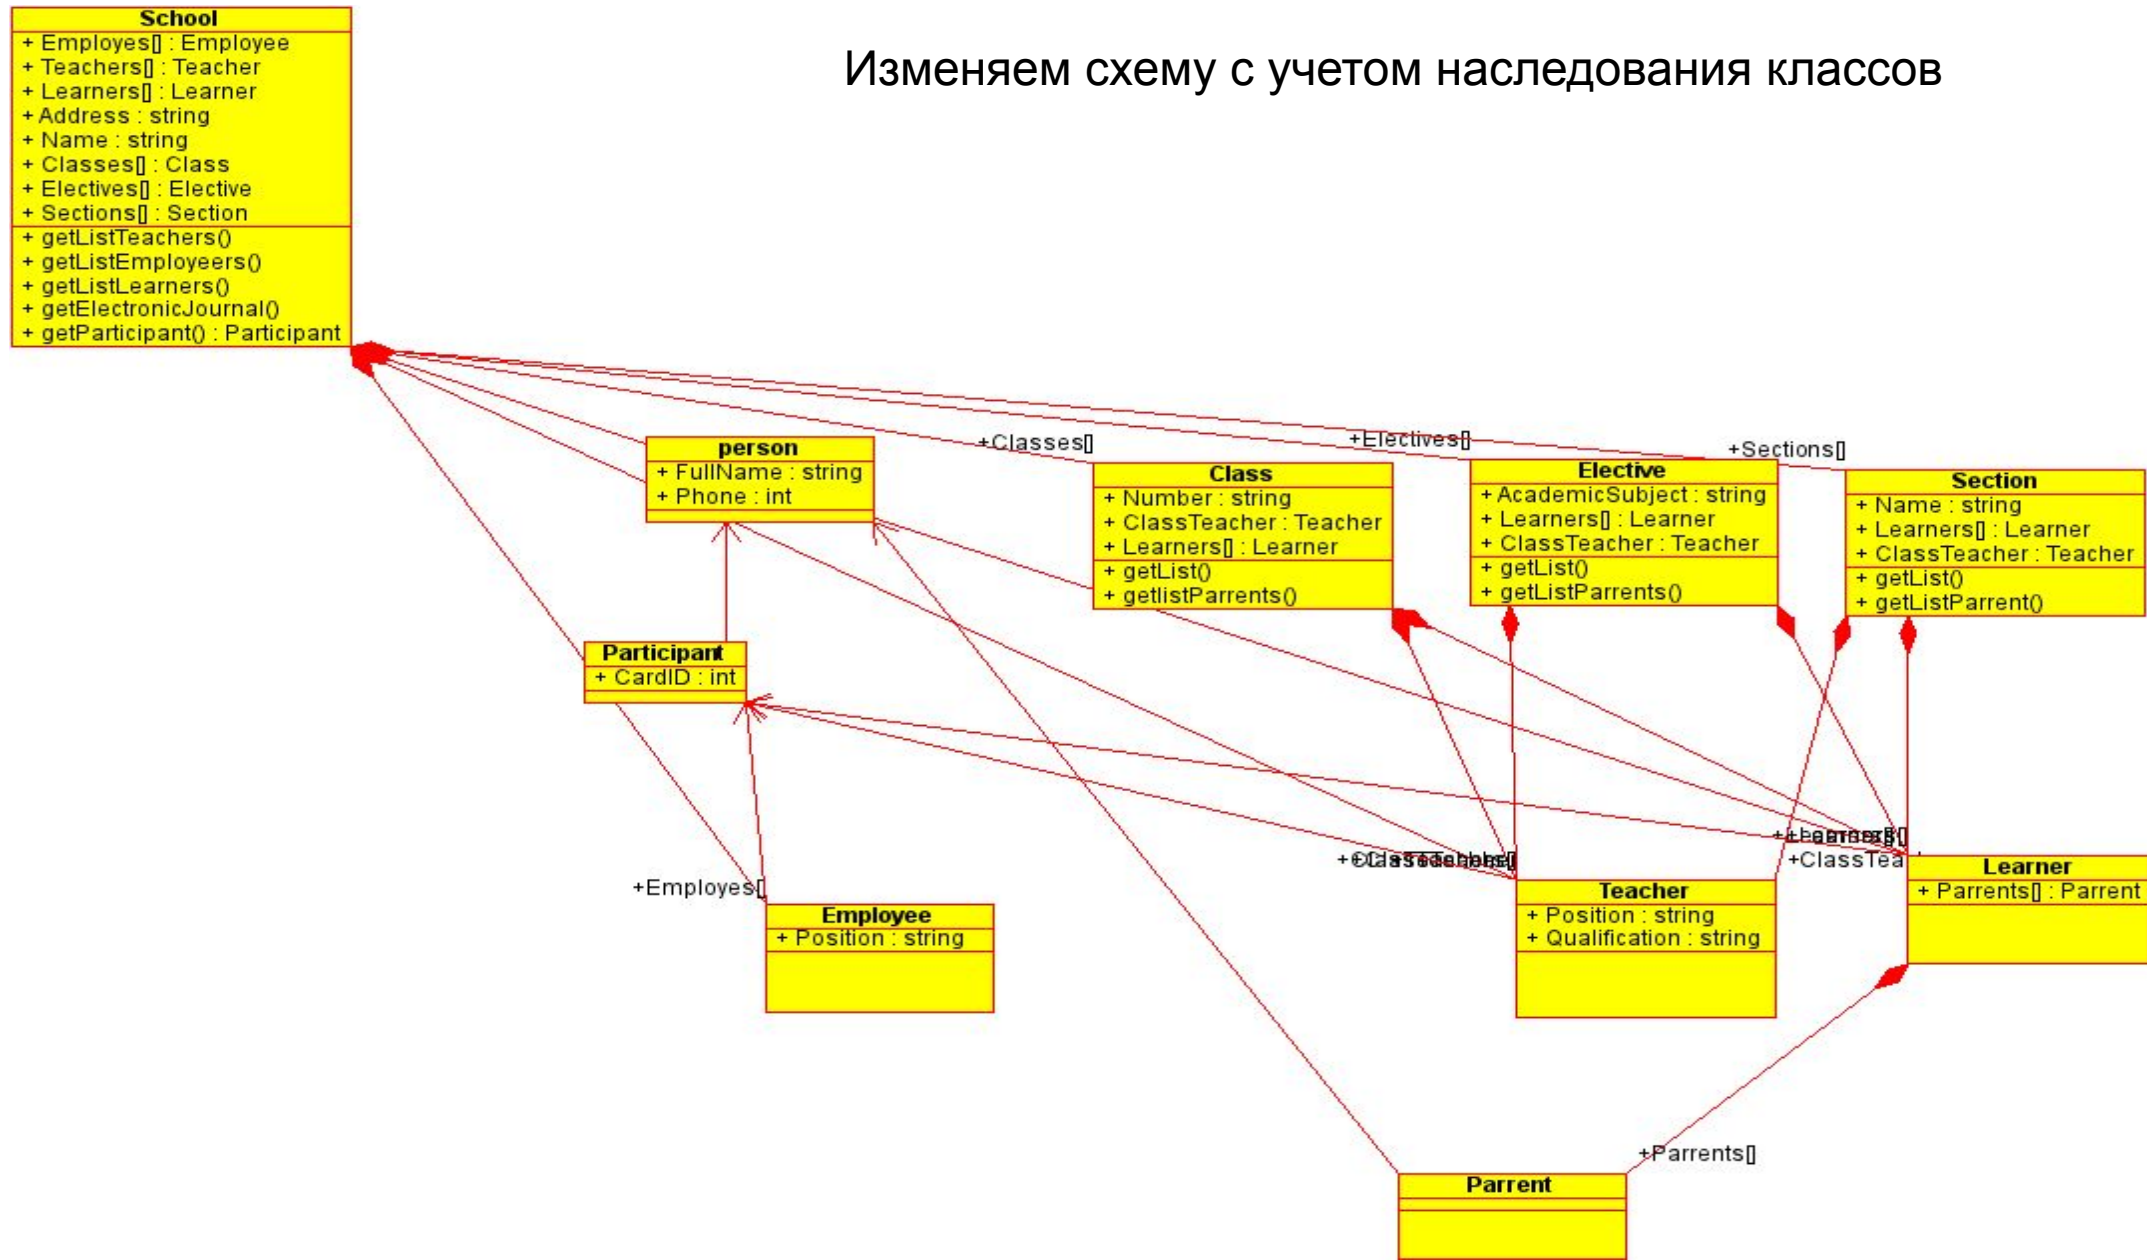 Изменяем схему с учетом наследования классов
School
+ Employes[] : Employee
+ Teachers[] : Teacher
+ Learners[] : Learner
+ Address : string
+ Name : string
+ Classes[] : Class
+ Electives[] : Elective
+ Sections[] : Section
+ getListTeachers()
+ getListEmployeers()
+ getListLearners()
+ getElectronicJournal()
+ getParticipant() : Participant
person
+ FullName : string
+ Phone : int
+Classes[]
Class
+ Number : string
+ ClassTeacher : Teacher
+ Learners[] : Learner
+ getList()
+ getlistParrents()
+Electives[]
Elective
+ AcademicSubject : string
+ Learners[] : Learner
+ ClassTeacher : Teacher
+ getList()
+ getListParrents()
+Sections[]
Section
+ Name : string
+ Learners[] : Learner
+ ClassTeacher : Teacher
+ getList()
+ getListParrent()
Participant
+ CardID : int
+Employes[]
Employee
+ Position : string
Teacher
+ Position : string
+ Qualification : string
+ClassTea
Learner
+ Parrents[] : Parrent
+Parrents[]
Parrent